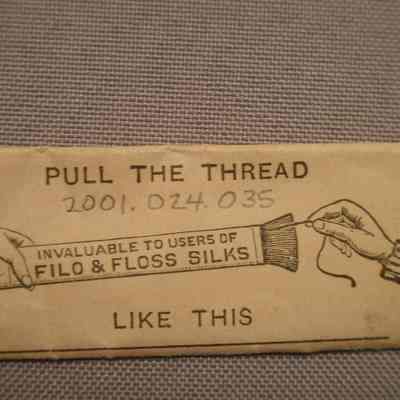 PULL THE THREAD
2001.024.035
INVALUABLE TO USERS OF
FILO & FLOSS SILKS
LIKE THIS